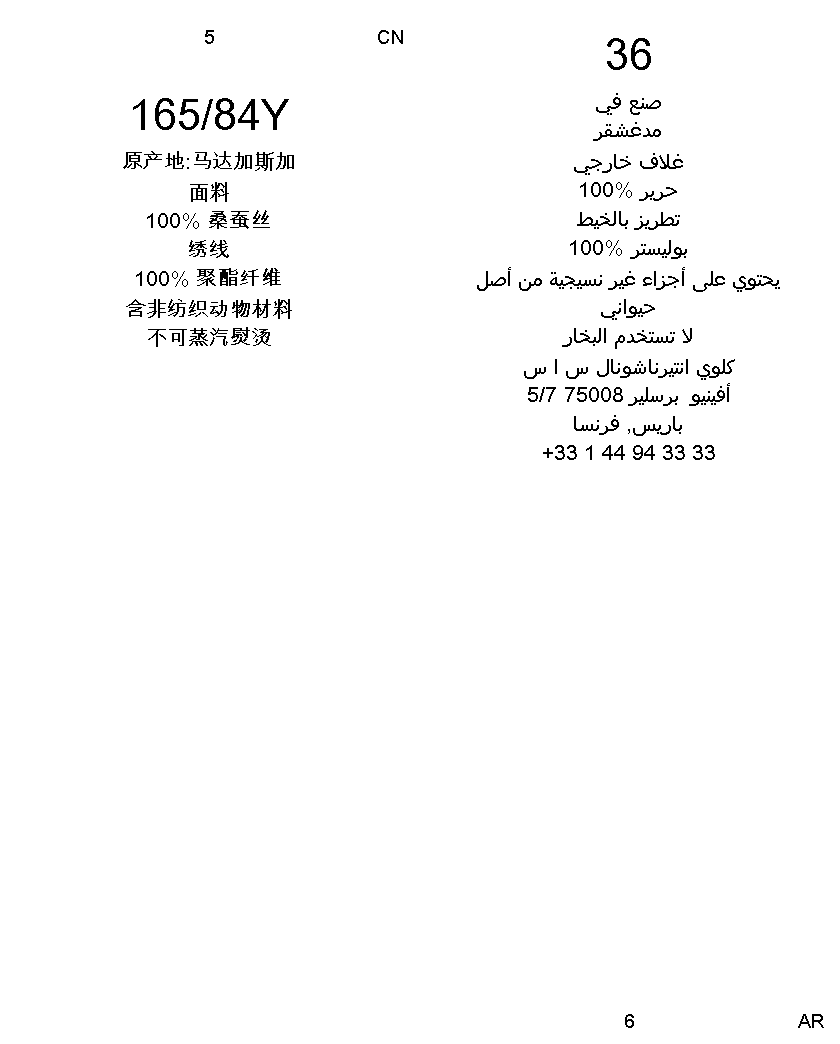 5
CN
165/84Y
原产地:马达加斯加
面料
100% 桑蚕丝
绣线
100% 聚酯纤维
含非纺织动物材料
不可蒸汽熨烫
36
صنع في
مدغشقر
غلاف خارجي
حرير %100
تطريز بالخيط
بوليستر %100
يحتوي على أجزاء غير نسيجية من أصل
حيواني
لا تستخدم البخار
كلوي انتيرناشونال س ا س
أفينيو برسلير 75008 5/7
باريس, فرنسا
+33 1 44 94 33 33
6
AR